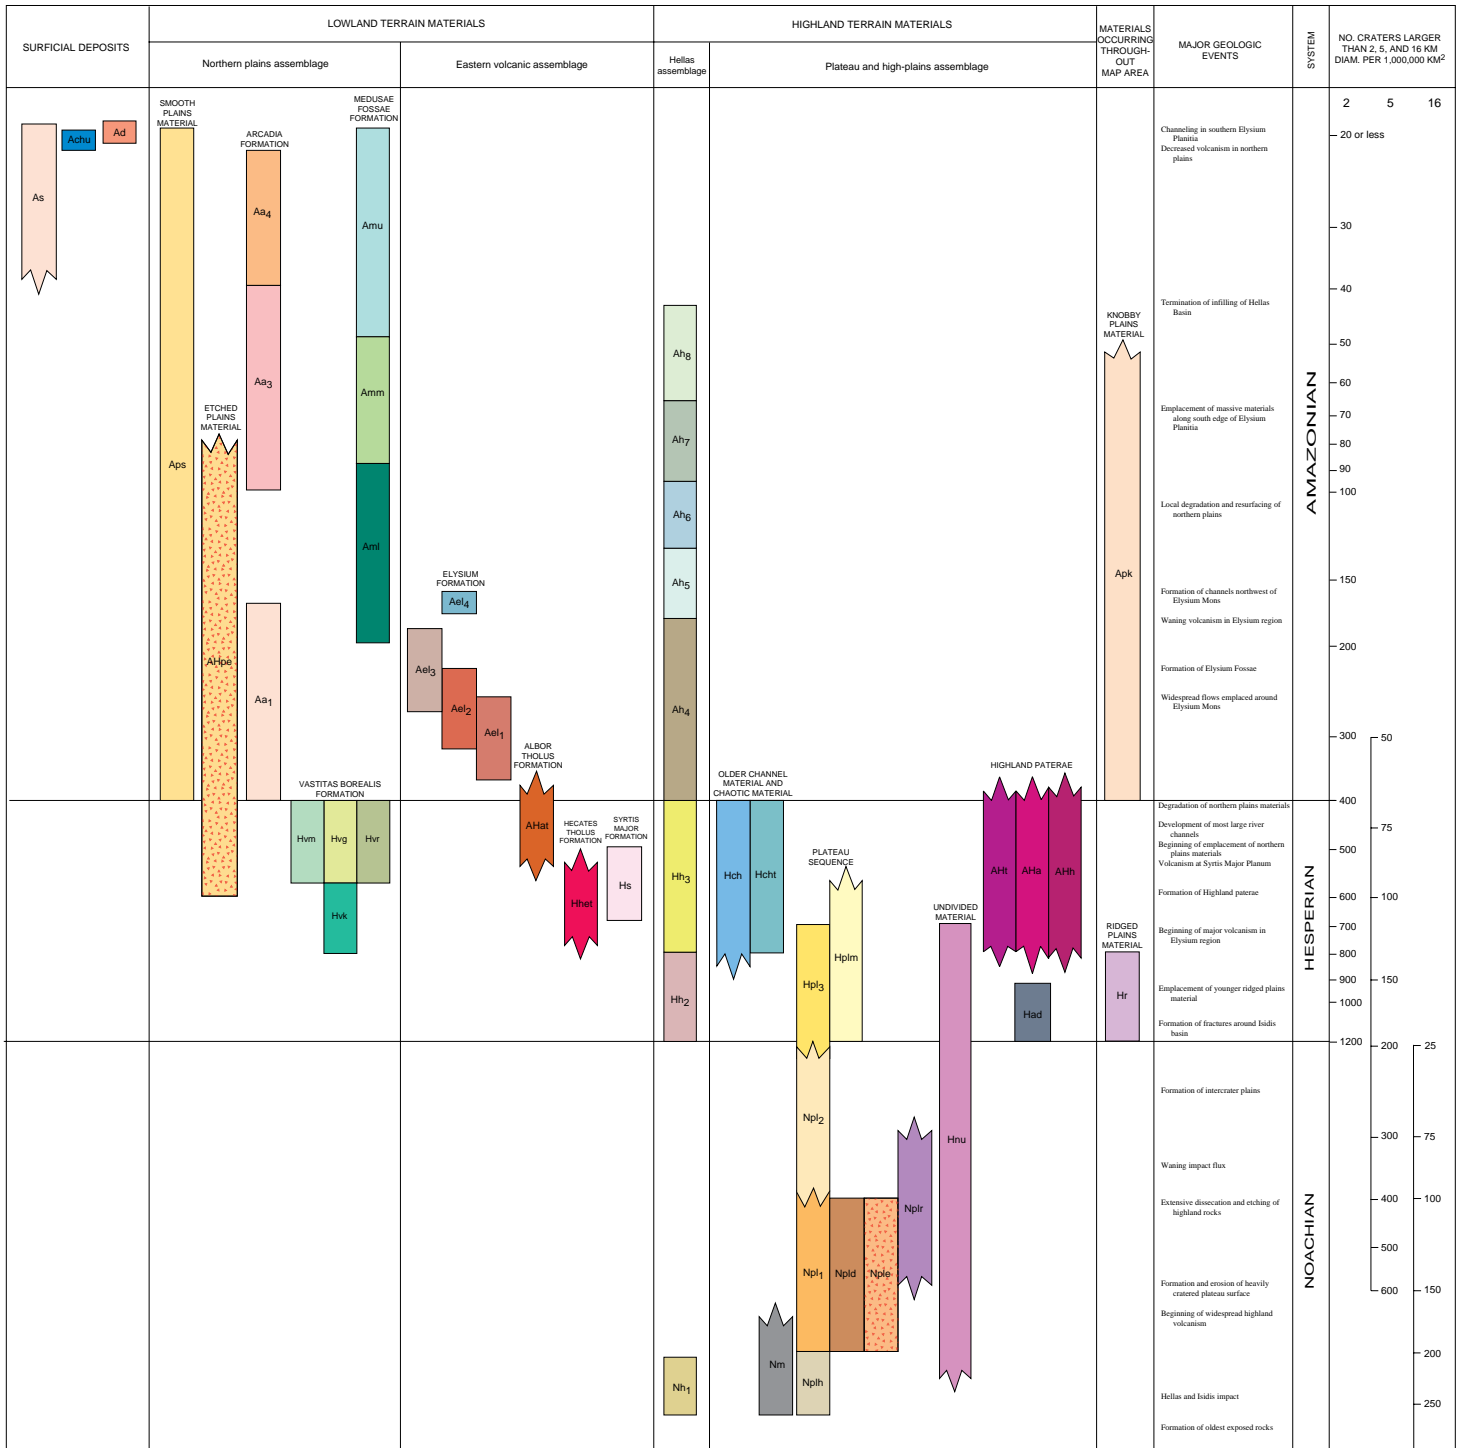 SURFICIAL DEPOSITS
LOWLAND TERRAIN MATERIALS
Northern plains assemblage
Eastern volcanic assemblage
HIGHLAND TERRAIN MATERIALS
Hellas
assemblage
Plateau and high-plains assemblage
MATERIALS
OCCURRING
THROUGH-
OUT
MAP AREA
MAJOR GEOLOGIC
EVENTS
SYSTEM
NO. CRATERS LARGER
THAN 2, 5, AND 16 KM
DIAM. PER 1,000,000 KM2
2 5 16
As
Achu
Ad
SMOOTH
PLAINS
MATERIAL
Aps
ETCHED
PLAINS
MATERIAL
AHpe
ARCADIA
FORMATION
Aa4
Aa3
Aa1
VASTITAS BOREALIS
FORMATION
Hvm
Hvg
Hvr
Hvk
MEDUSAE
FOSSAE
FORMATION
Amu
Amm
Aml
ELYSIUM
FORMATION
Ael4
Ael3
Ael2
Ael1
ALBOR
THOLUS
FORMATION
AHat
HECATES
THOLUS
FORMATION
Hhet
SYRTIS
MAJOR
FORMATION
Hs
Ah8
Ah7
Ah6
Ah5
Ah4
Hh3
Hh2
Nh1
OLDER CHANNEL
MATERIAL AND
CHAOTIC MATERIAL
Hch
Hcht
PLATEAU
SEQUENCE
Hplm
Hpl3
Npl2
Npl1
Npld
Nple
Nplr
Nplh
Nm
UNDIVIDED
MATERIAL
Hnu
HIGHLAND PATERAE
AHt
AHa
AHh
Had
KNOBBY
PLAINS
MATERIAL
Apk
RIDGED
PLAINS
MATERIAL
Hr
Channeling in southern Elysium
Planitia
Decreased volcanism in northern
plains
Termination of infilling of Hellas
Basin
Emplacement of massive materials
along south edge of Elysium
Planitia
Local degradation and resurfacing of
northern plains
Formation of channels northwest of
Elysium Mons
Waning volcanism in Elysium region
Formation of Elysium Fossae
Widespread flows emplaced around
Elysium Mons
Degradation of northern plains materials
Development of most large river
channels
Beginning of emplacement of northern
plains materials
Volcanism at Syrtis Major Planum
Formation of Highland paterae
Beginning of major volcanism in
Elysium region
Emplacement of younger ridged plains
material
Formation of fractures around Isidis
basin
Formation of intercrater plains
Waning impact flux
Extensive dissecation and etching of
highland rocks
Formation and erosion of heavily
cratered plateau surface
Beginning of widespread highland
volcanism
Hellas and Isidis impact
Formation of oldest exposed rocks
AMAZONIAN
HESPERIAN
NOACHIAN
20 or less
30
40
50
60
70
80
90
100
150
200
300
400
500
600
700
800
900
1000
1200
50
75
100
150
200
300
400
500
600
25
75
100
150
200
250